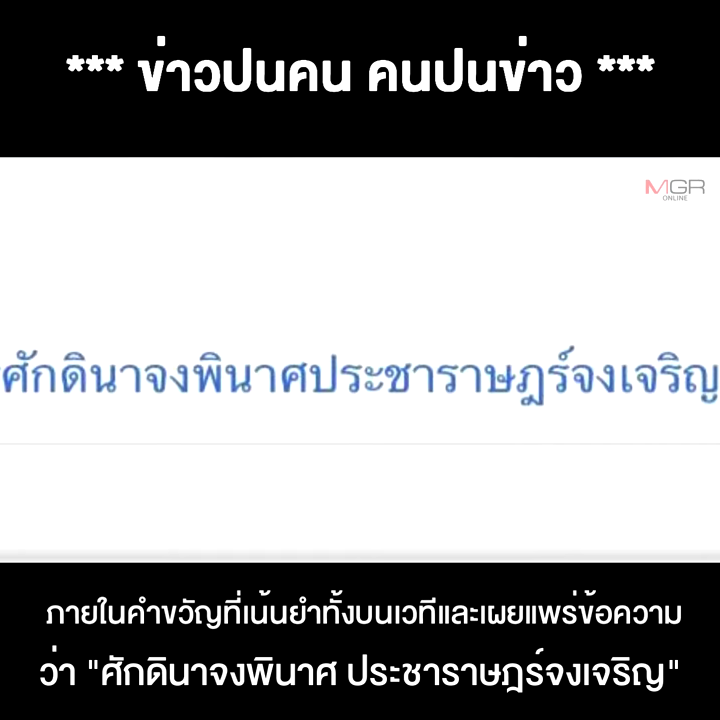 *** ข่าวปนคน คนปนข่าว ***
MGR
ONLINE
ศักดินาจงพินาศประชาราษฎร์จงเจริญ
ภายในคำขวัญที่เน้นย้ำทั้งบนเวทีและเผยแพร่ข้อความ
ว่า "ศักดินาจงพินาศ ประชาราษฎร์จงเจริญ"